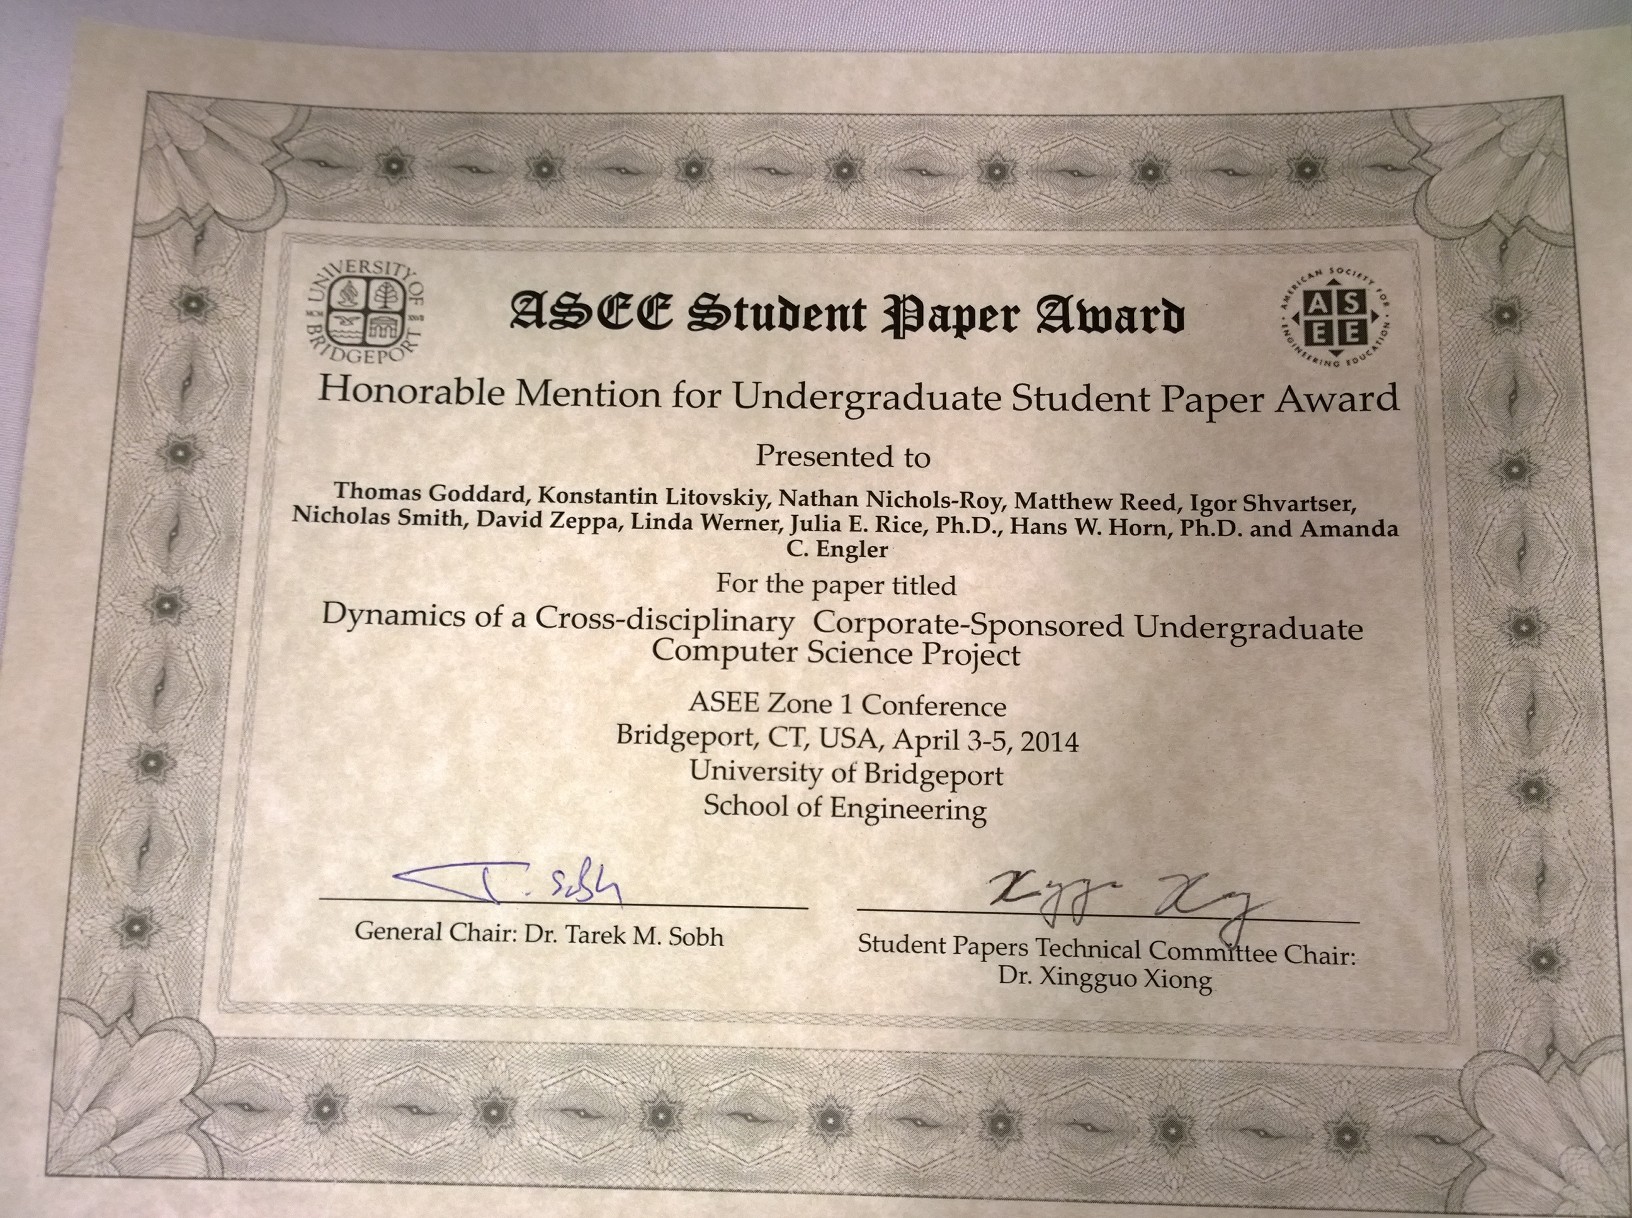 UNIVERSITY OF BRIDGEPORT
ASEE Student Paper Award
AMERICAN SOCIETY FOR ENGINEERING EDUCATION
AS
EE
Honorable Mention for Undergraduate Student Paper Award
Presented to
Thomas Goddard, Konstantin Litovskiy, Nathan Nichols-Roy, Matthew Reed, Igor Shvartser,
Nicholas Smith, David Zeppa, Linda Werner, Julia E. Rice, Ph.D., Hans W. Horn, Ph.D. and Amanda
C. Engler
For the paper titled
Dynamics of a Cross-disciplinary Corporate-Sponsored Undergraduate
Computer Science Project
ASEE Zone 1 Conference
Bridgeport, CT, USA, April 3-5, 2014
University of Bridgeport
School of Engineering
T. Sobh
General Chair: Dr. Tarek M. Sobh
Student Papers Technical Committee Chair:
Dr. Xingguo Xiong